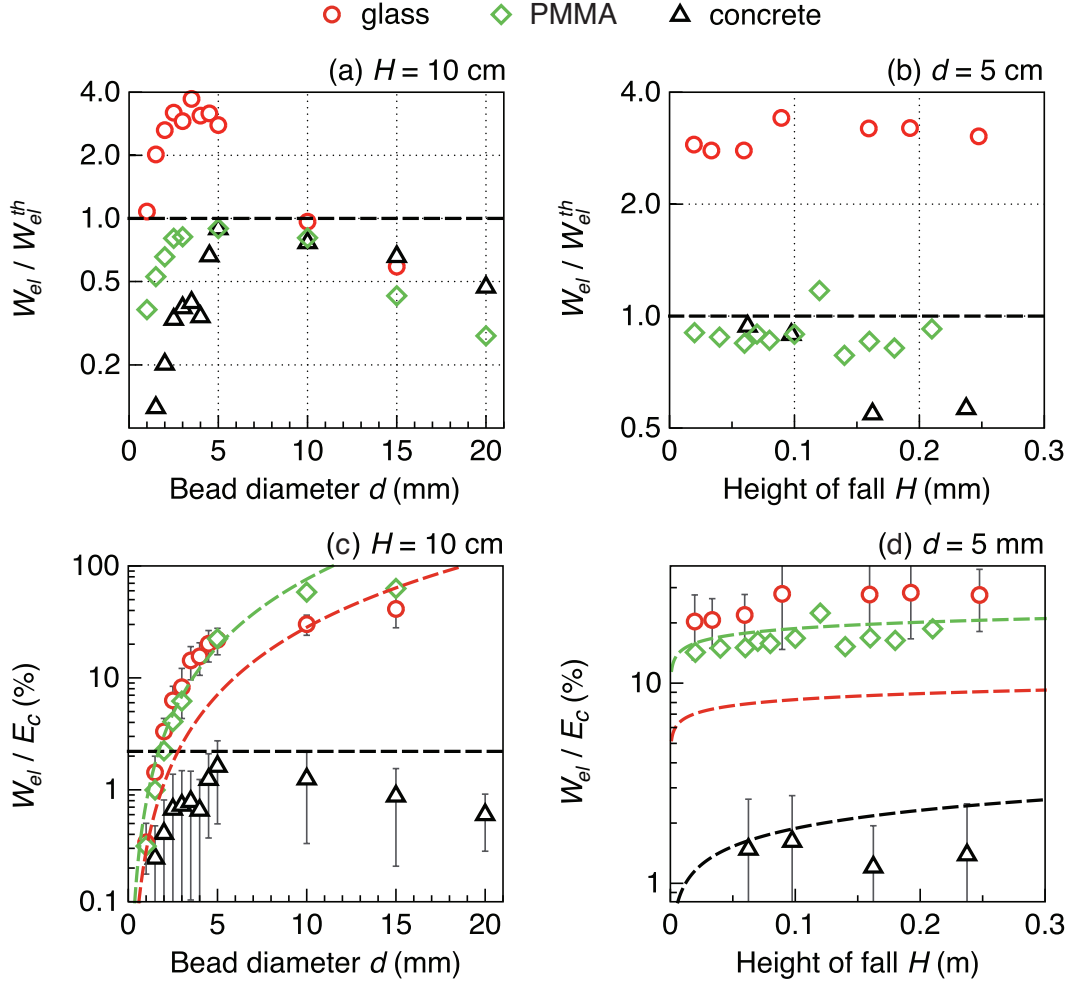 glass PMMA concrete
(a) H = 10 cm
4.0
2.0
1.0
0.5
0.2
W_el / W_el^th
0 5 10 15 20
Bead diameter d (mm)
(b) d = 5 cm
4.0
2.0
1.0
0.5
W_el / W_el^th
0 0.1 0.2 0.3
Height of fall H (mm)
(c) H = 10 cm
100
10
1
0.1
W_el / E_c (%)
0 5 10 15 20
Bead diameter d (mm)
(d) d = 5 mm
10
1
W_el / E_c (%)
0 0.1 0.2 0.3
Height of fall H (m)